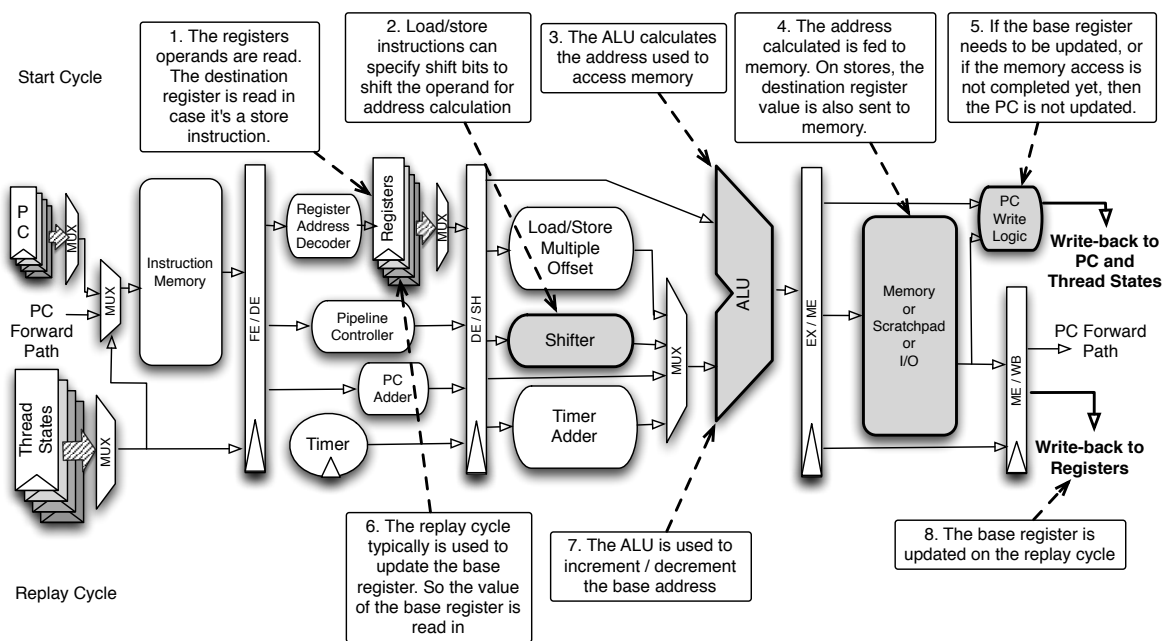 Start Cycle
1. The registers
operands are read.
The destination
register is read in
case it's a store
instruction.
2. Load/store
instructions can
specify shift bits to
shift the operand for
address calculation
3. The ALU calculates
the address used to
access memory
4. The address
calculated is fed to
memory. On stores, the
destination register
value is also sent to
memory.
5. If the base register
needs to be updated, or
if the memory access is
not completed yet, then
the PC is not updated.
P
C
MUX
MUX
PC
Forward
Path
Thread
States
MUX
Instruction
Memory
FE / DE
Register
Address
Decoder
Registers
MUX
Pipeline
Controller
PC
Adder
Timer
DE / SH
Load/Store
Multiple
Offset
Shifter
Timer
Adder
MUX
ALU
EX / ME
Memory
or
Scratchpad
or
I/O
PC
Write
Logic
Write-back to
PC and
Thread States
ME / WB
PC Forward
Path
Write-back to
Registers
Replay Cycle
6. The replay cycle
typically is used to
update the base
register. So the value
of the base register is
read in
7. The ALU is used to
increment / decrement
the base address
8. The base register
is updated on the replay cycle